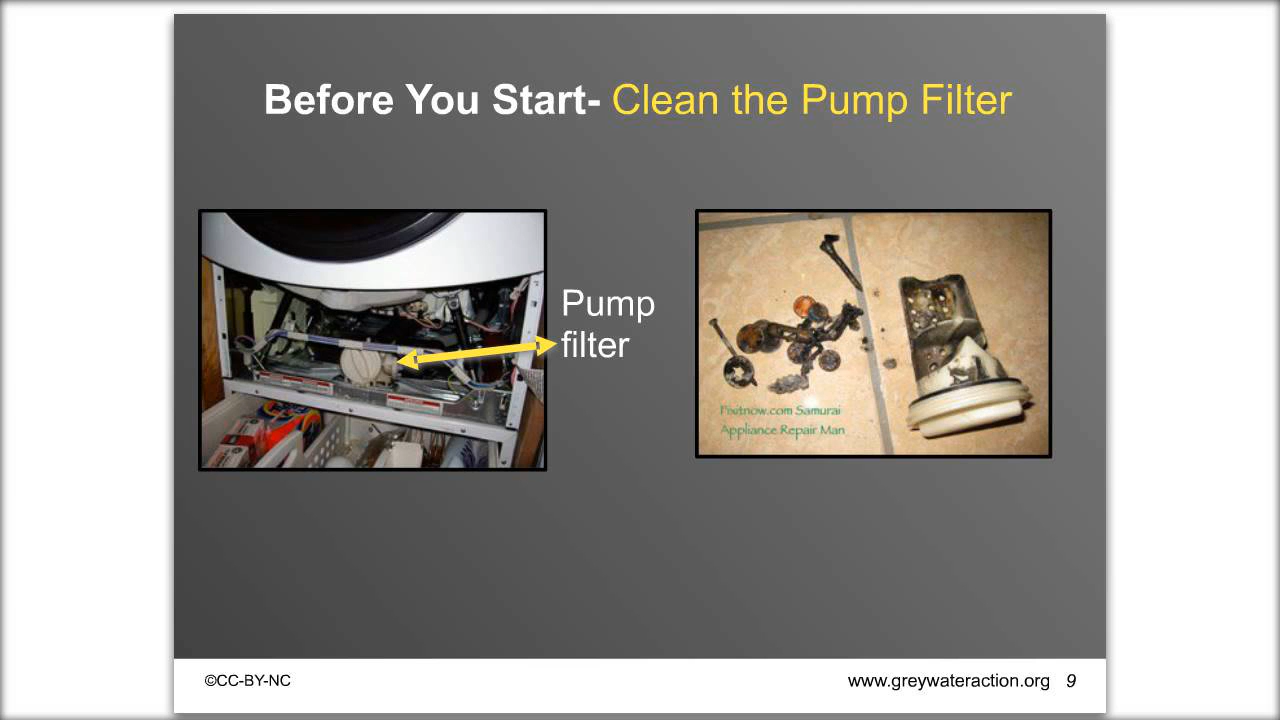 Before You Start- Clean the Pump Filter
Pump
filter
Fixitnow.com Samurai
Appliance Repair Man
©CC-BY-NC
www.greywateraction.org 9